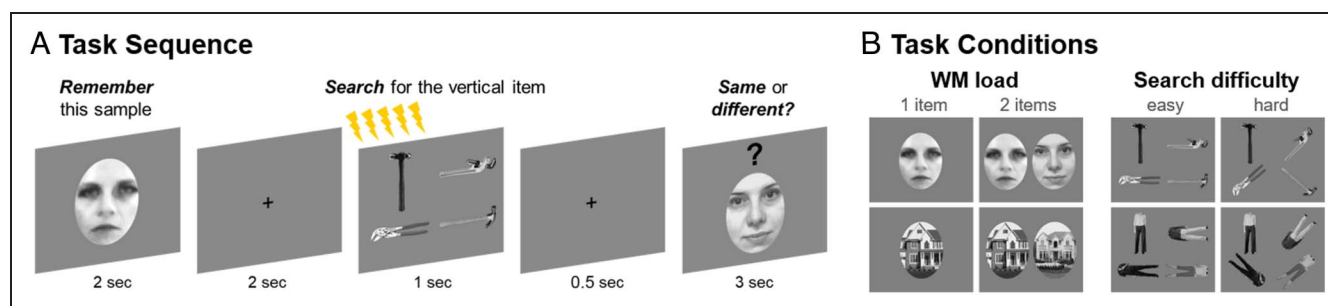 A Task Sequence
Remember
this sample
Search for the vertical item
Same or
different?
?
+
+
2 sec
2 sec
1 sec
0.5 sec
3 sec
B Task Conditions
WM load
1 item
2 items
Search difficulty
easy
hard